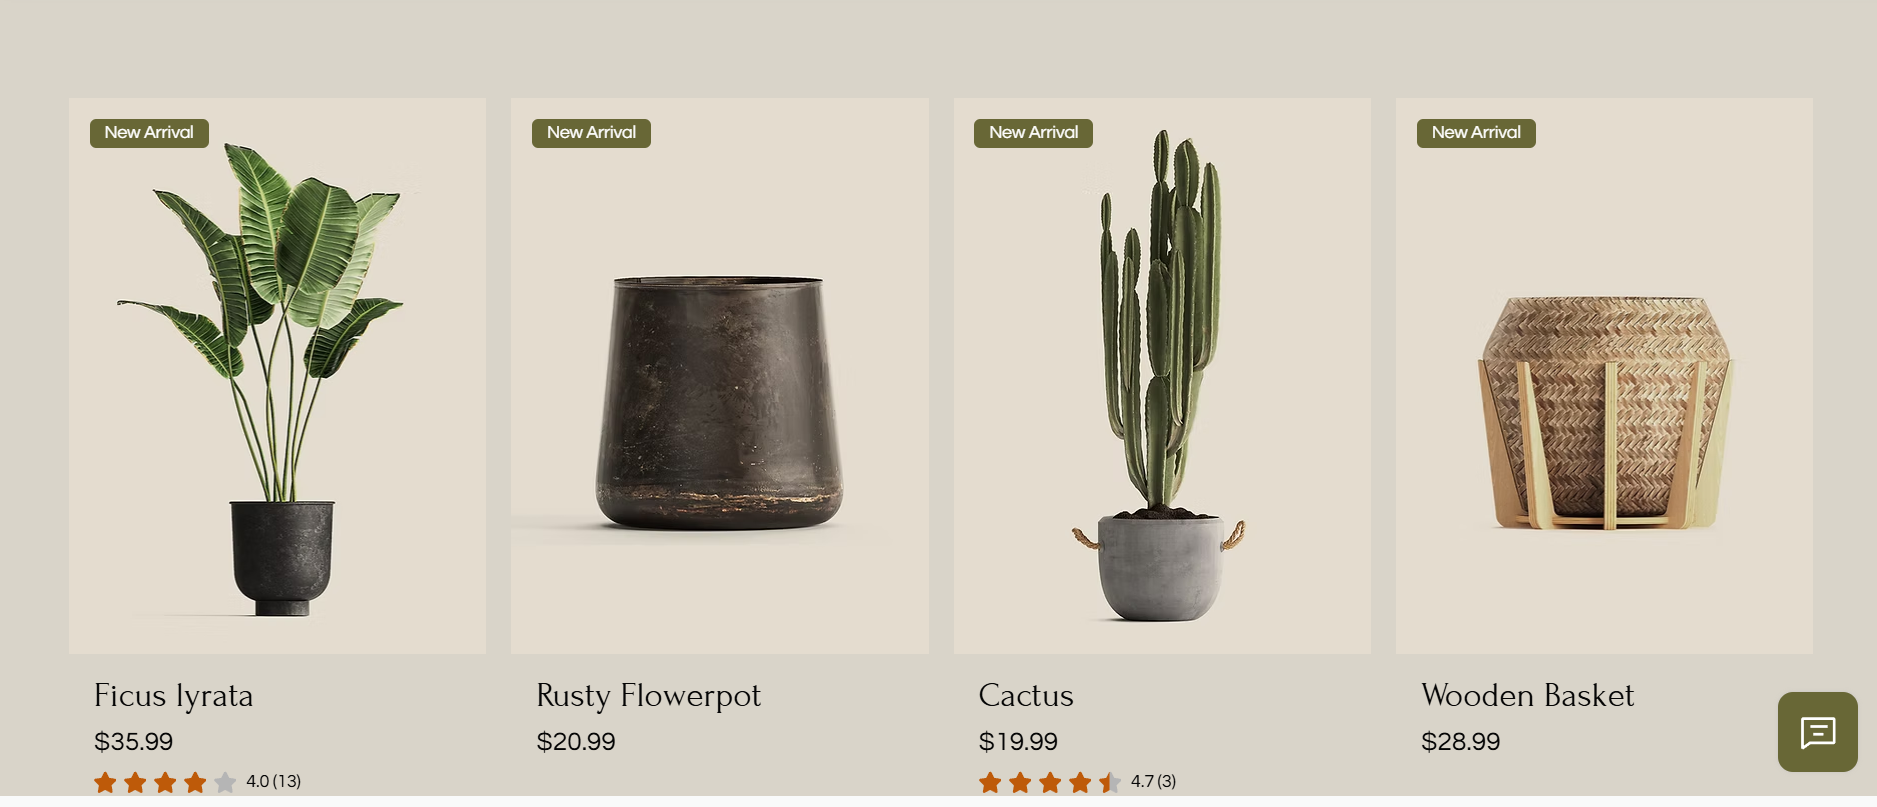 New Arrival
New Arrival
New Arrival
New Arrival
Ficus lyrata
$35.99
4.0 (13)
Rusty Flowerpot
$20.99
Cactus
$19.99
4.7 (3)
Wooden Basket
$28.99